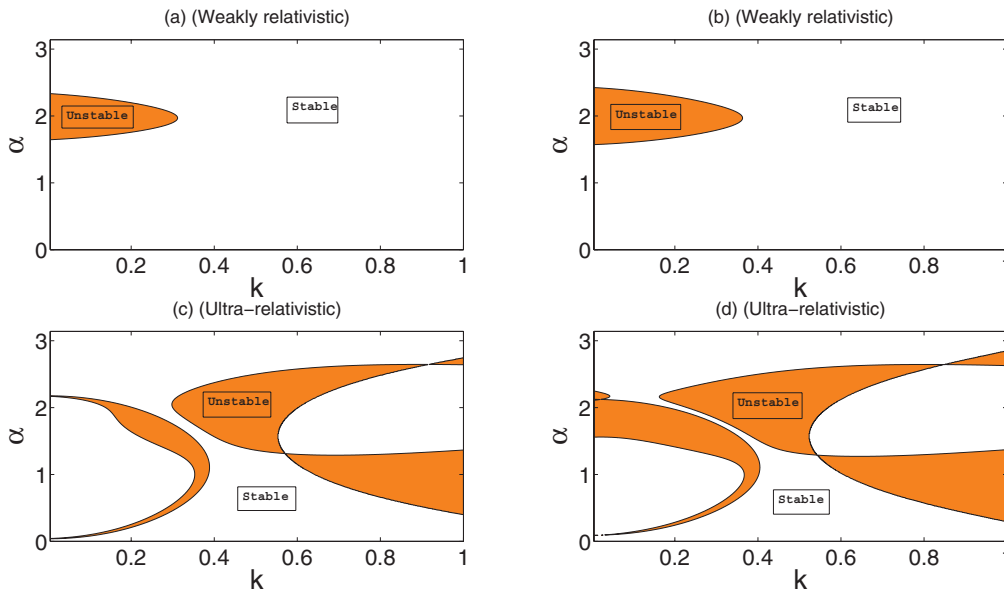 (a) (Weakly relativistic)
3
2
1
0
α
Unstable
Stable
0.2
0.4
0.6
0.8
1
k
(b) (Weakly relativistic)
3
2
1
0
α
Unstable
Stable
0.2
0.4
0.6
0.8
1
k
(c) (Ultra−relativistic)
3
2
1
0
α
Unstable
Stable
0.2
0.4
0.6
0.8
1
k
(d) (Ultra−relativistic)
3
2
1
0
α
Unstable
Stable
0.2
0.4
0.6
0.8
1
k